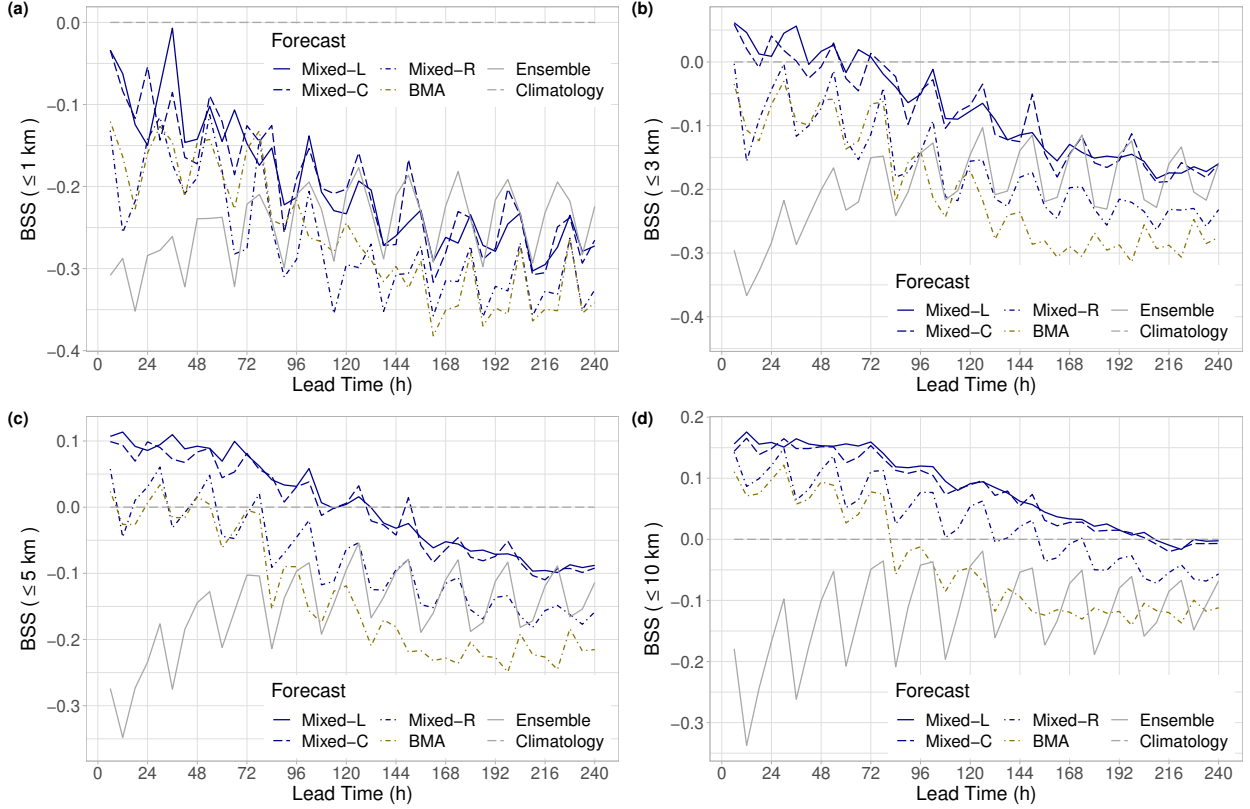 (a)
BSS ( ≤ 1 km)
0.0
−0.1
−0.2
−0.3
−0.4
Forecast
Mixed−L Mixed−R Ensemble
Mixed−C BMA Climatology
0 24 48 72 96 120 144 168 192 216 240
Lead Time (h)
(b)
BSS ( ≤ 3 km)
0.0
−0.1
−0.2
−0.3
−0.4
Forecast
Mixed−L Mixed−R Ensemble
Mixed−C BMA Climatology
0 24 48 72 96 120 144 168 192 216 240
Lead Time (h)
(c)
BSS ( ≤ 5 km)
0.1
0.0
−0.1
−0.2
−0.3
Forecast
Mixed−L Mixed−R Ensemble
Mixed−C BMA Climatology
0 24 48 72 96 120 144 168 192 216 240
Lead Time (h)
(d)
BSS ( ≤ 10 km)
0.2
0.1
0.0
−0.1
−0.2
−0.3
Forecast
Mixed−L Mixed−R Ensemble
Mixed−C BMA Climatology
0 24 48 72 96 120 144 168 192 216 240
Lead Time (h)